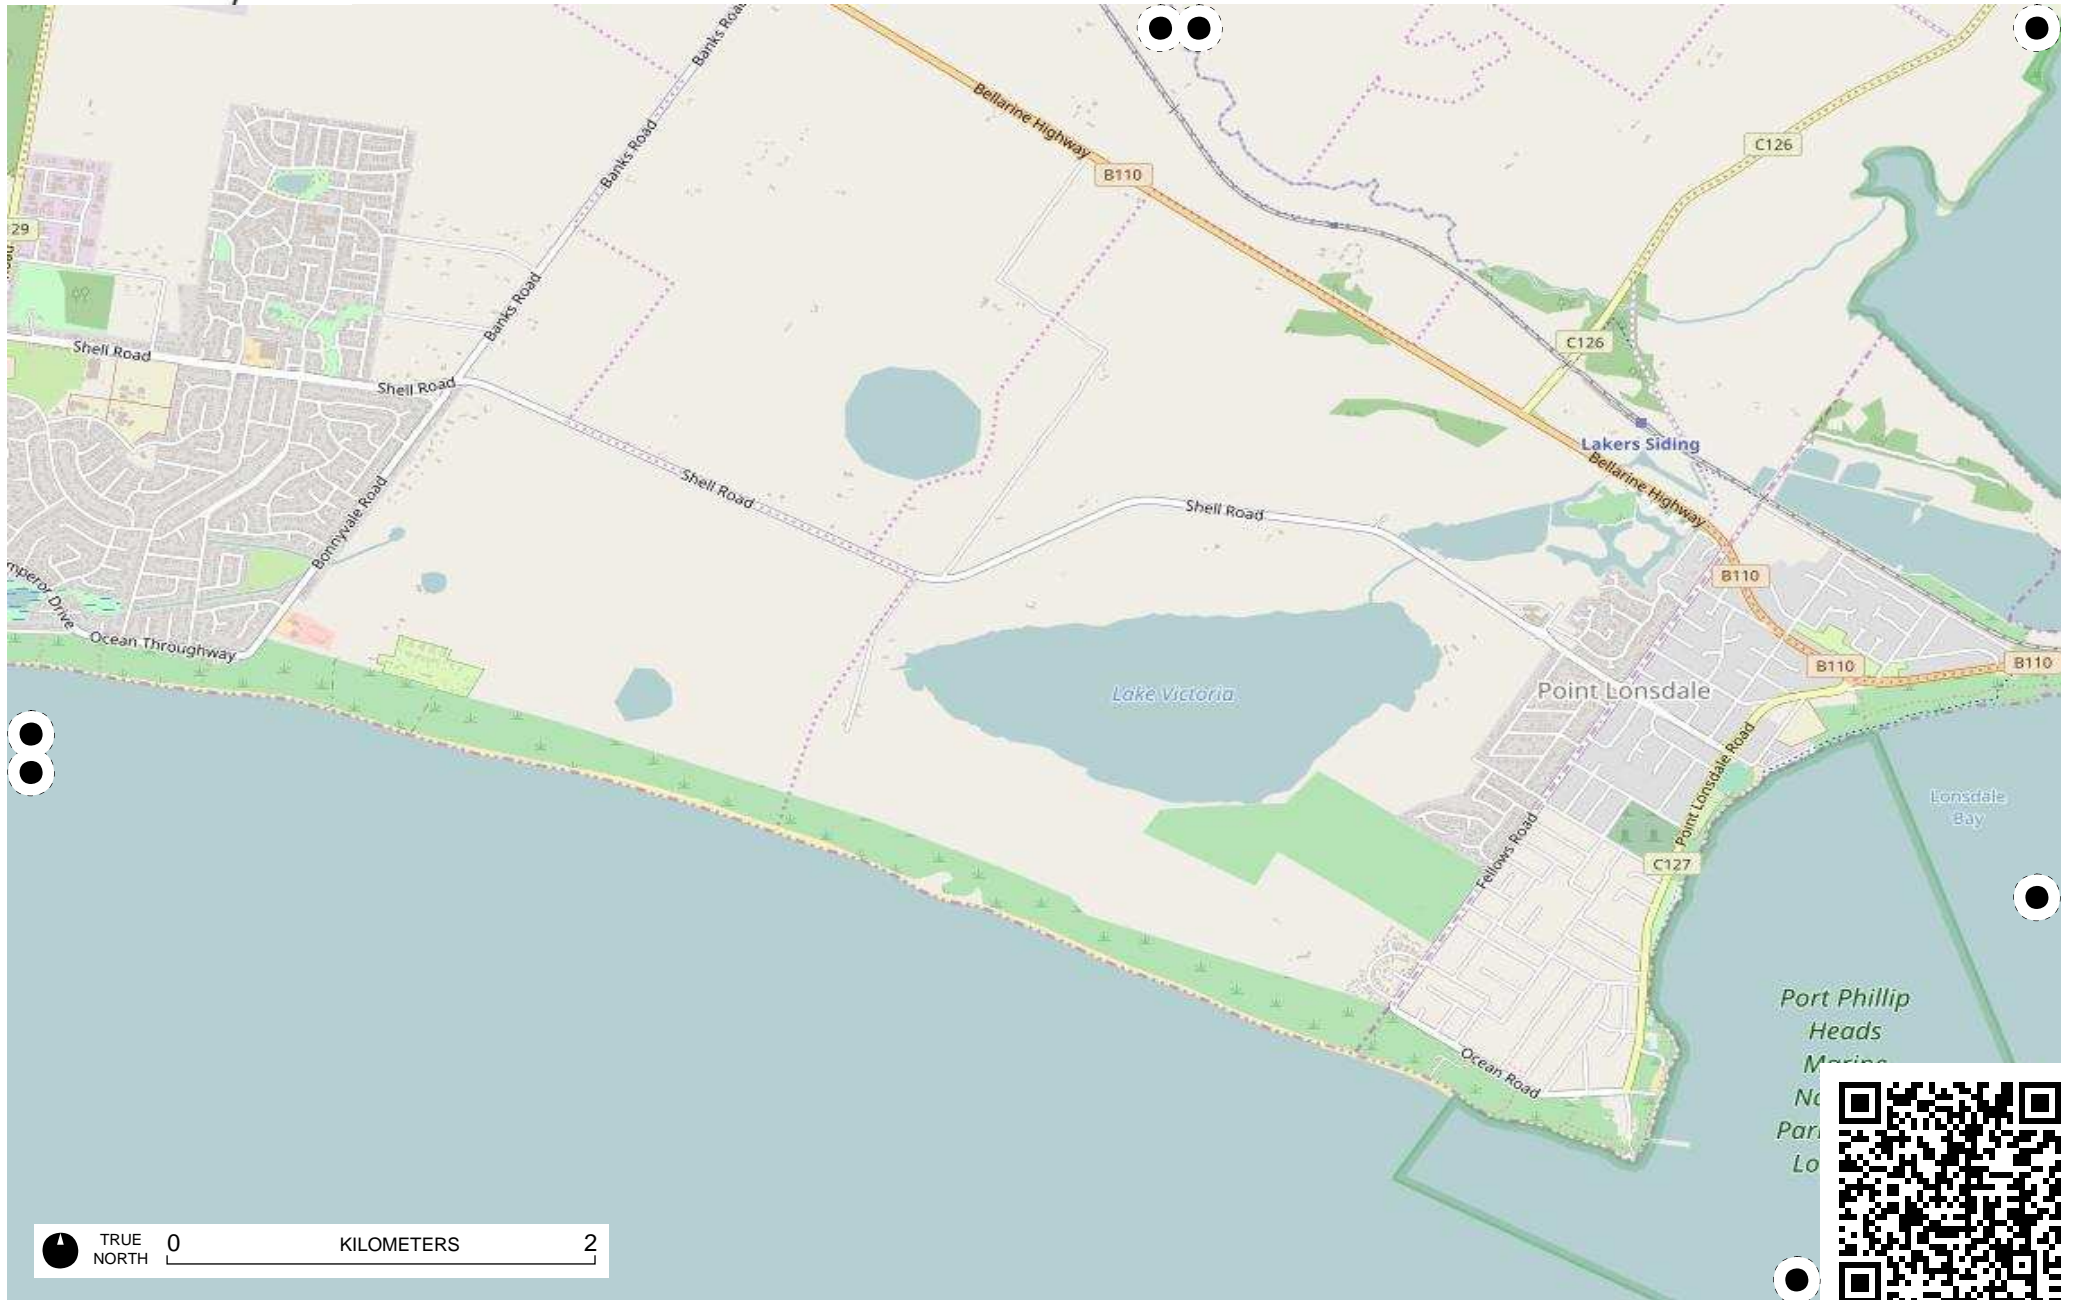 Banks Road
Banks Road
Banks Road
Bellarine Highway
B110
C126
29
C126
Shell Road
Shell Road
Shell Road
Shell Road
Lakers Siding
Bellarine Highway
Bonnyvale Road
Ocean Throughway
Drive
B110
B110
B110
Lake Victoria
Point Lonsdale
Point Lonsdale Road
Fellows Road
C127
Lonsdale
Bay
Port Phillip
Heads
Ocean Road
TRUE
NORTH
0 KILOMETERS 2